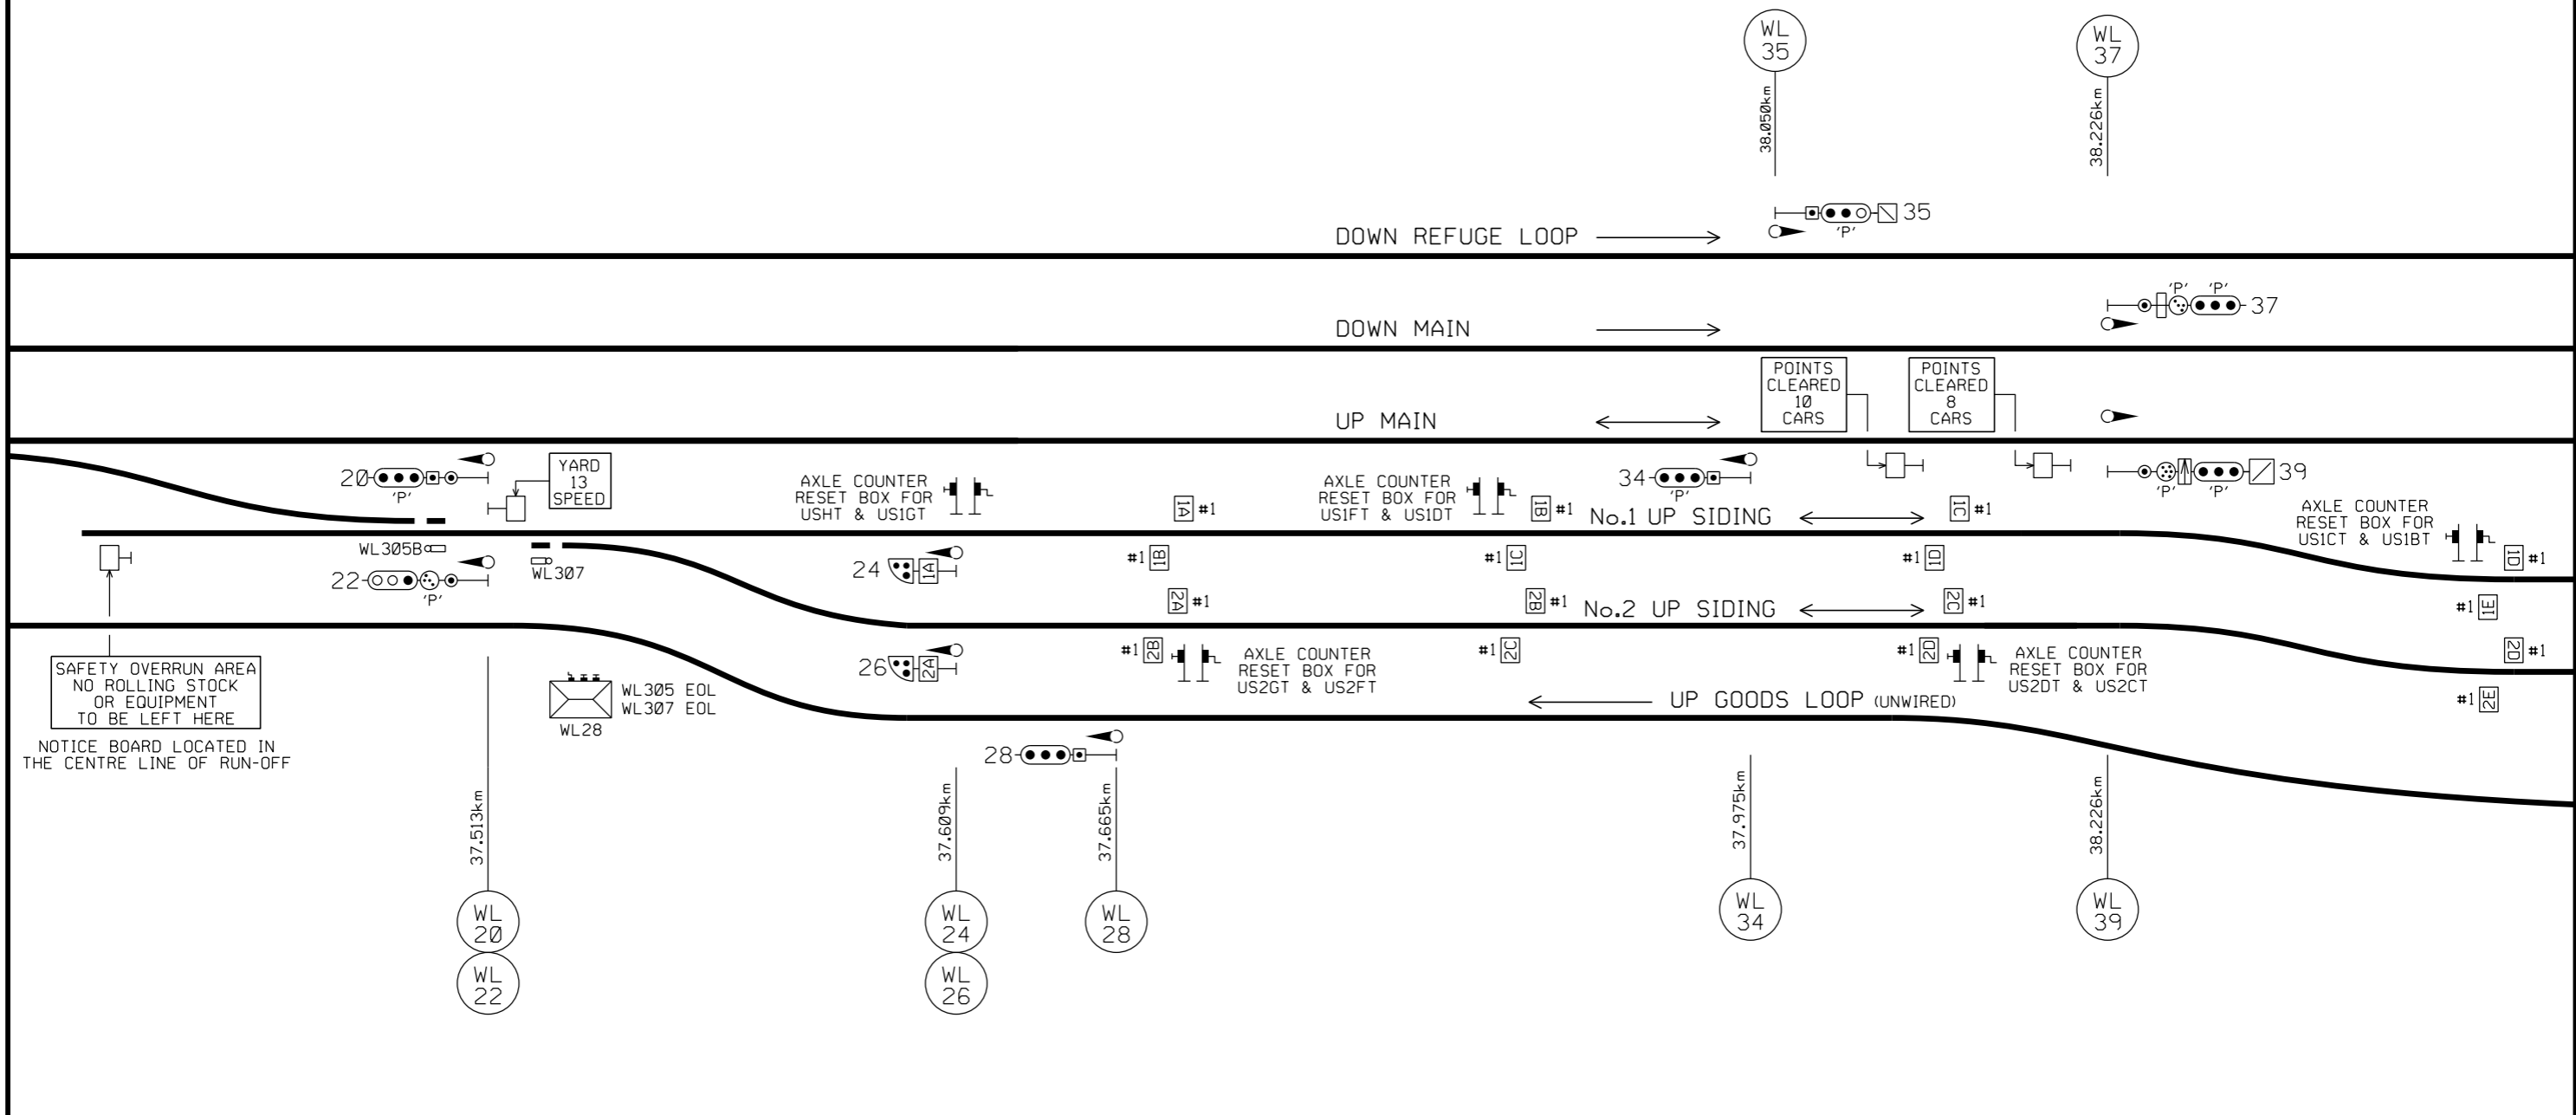 WL
35
WL
37
38.050km
38.226km
35
'P'
DOWN REFUGE LOOP
'P' 'P'
37
DOWN MAIN
POINTS
CLEARED
10
CARS
POINTS
CLEARED
8
CARS
UP MAIN
20
'P'
YARD
13
SPEED
AXLE COUNTER
RESET BOX FOR
USHT & US1GT
1A #1
AXLE COUNTER
RESET BOX FOR
US1FT & US1DT
1B #1
34
'P'
No.1 UP SIDING
1C #1
39
'P' 'P'
AXLE COUNTER
RESET BOX FOR
US1CT & US1BT
1D #1
WL305B
22
'P'
WL307
24
1A
#1 1B
#1 1C
#1 1D
2A #1
2B #1
No.2 UP SIDING
2C #1
#1 1E
SAFETY OVERRUN AREA
NO ROLLING STOCK
OR EQUIPMENT
TO BE LEFT HERE
NOTICE BOARD LOCATED IN
THE CENTRE LINE OF RUN-OFF
WL305 EOL
WL307 EOL
WL28
26
2A
#1 2B
AXLE COUNTER
RESET BOX FOR
US2GT & US2FT
#1 2C
#1 2D
AXLE COUNTER
RESET BOX FOR
US2DT & US2CT
2D #1
#1 2E
UP GOODS LOOP (UNWIRED)
28
37.513km
37.609km
37.665km
37.975km
38.226km
WL
20
WL
22
WL
24
WL
26
WL
28
WL
34
WL
39